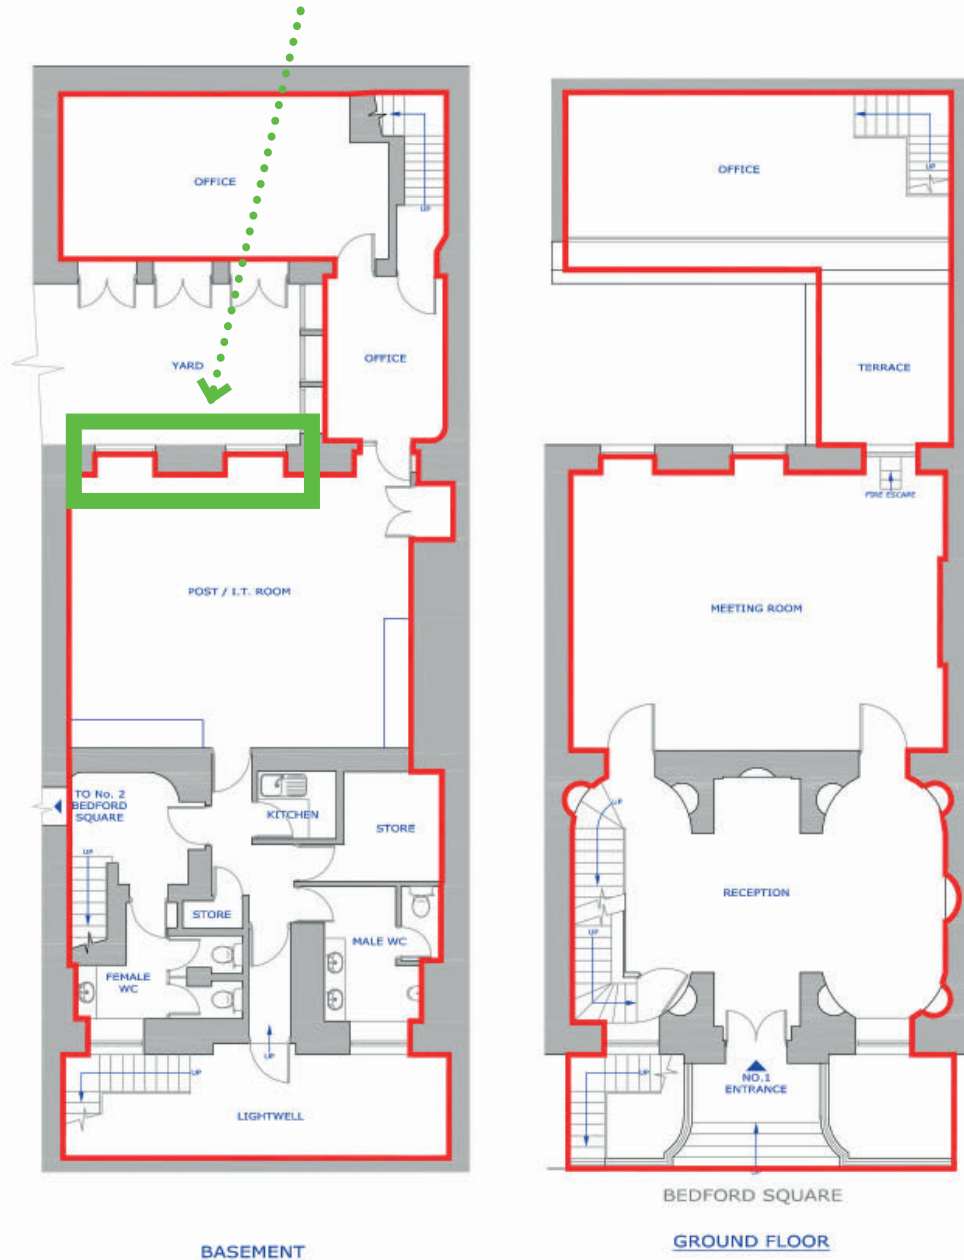 OFFICE
UP
YARD
OFFICE
POST / I.T. ROOM
TO No. 2
BEDFORD
SQUARE
UP
KITCHEN
STORE
STORE
MALE WC
FEMALE
WC
UP
UP
LIGHTWELL
BASEMENT
OFFICE
UP
TERRACE
FIRE ESCAPE
MEETING ROOM
UP
RECEPTION
UP
UP
NO.1
ENTRANCE
UP
BEDFORD SQUARE
GROUND FLOOR